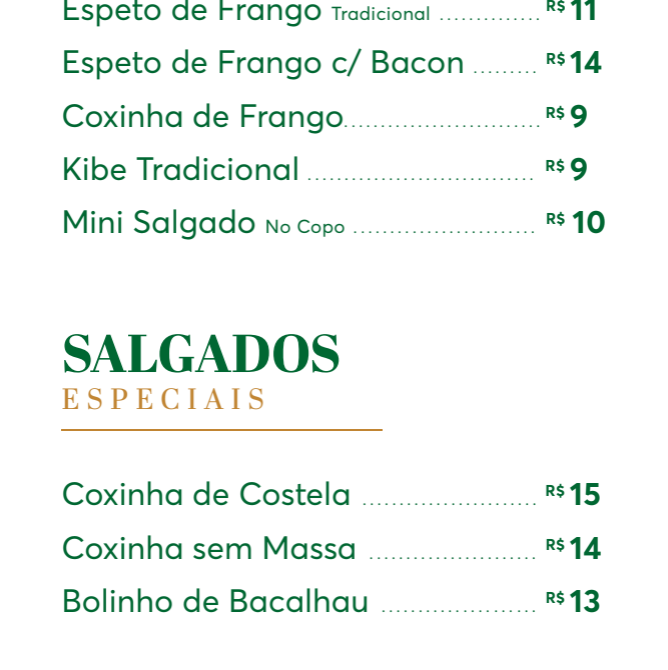 Espeto de Frango Tradicional .............. R$ 11
Espeto de Frango c/ Bacon ......... R$ 14
Coxinha de Frango........................... R$ 9
Kibe Tradicional ............................... R$ 9
Mini Salgado No Copo ......................... R$ 10
SALGADOS
ESPECIAIS
Coxinha de Costela ........................ R$ 15
Coxinha sem Massa ....................... R$ 14
Bolinho de Bacalhau ..................... R$ 13